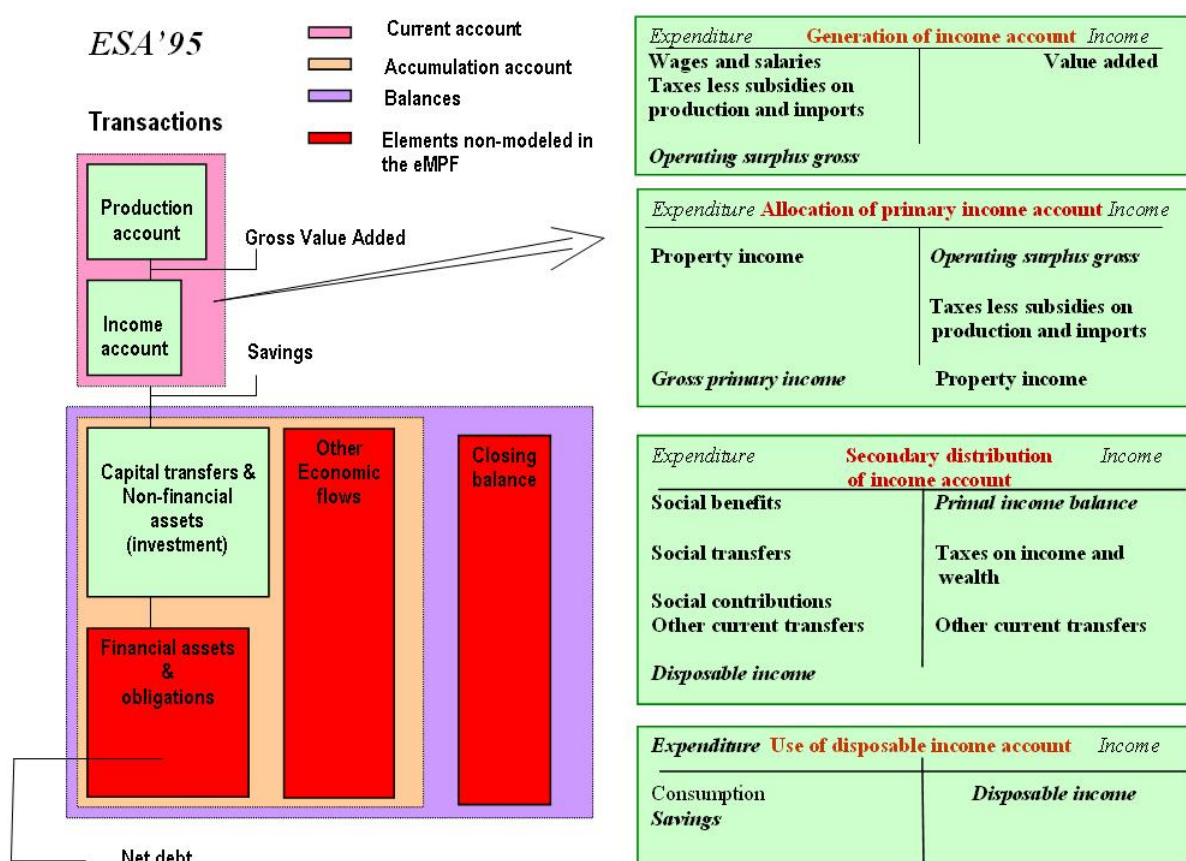 ESA'95
Current account
Accumulation account
Balances
Elements non-modeled in
the eMPF
Transactions
Production
account
Gross Value Added
Income
account
Savings
Capital transfers &
Non-financial
assets
(investment)
Other
Economic
flows
Closing
balance
Financial assets
&
obligations
Net debt
Expenditure Generation of income account Income
Wages and salaries Value added
Taxes less subsidies on
production and imports
Operating surplus gross
Expenditure Allocation of primary income account Income
Property income Operating surplus gross
Taxes less subsidies on
production and imports
Gross primary income Property income
Expenditure Secondary distribution Income
of income account
Social benefits Primal income balance
Social transfers Taxes on income and
wealth
Social contributions
Other current transfers Other current transfers
Disposable income
Expenditure Use of disposable income account Income
Consumption Disposable income
Savings